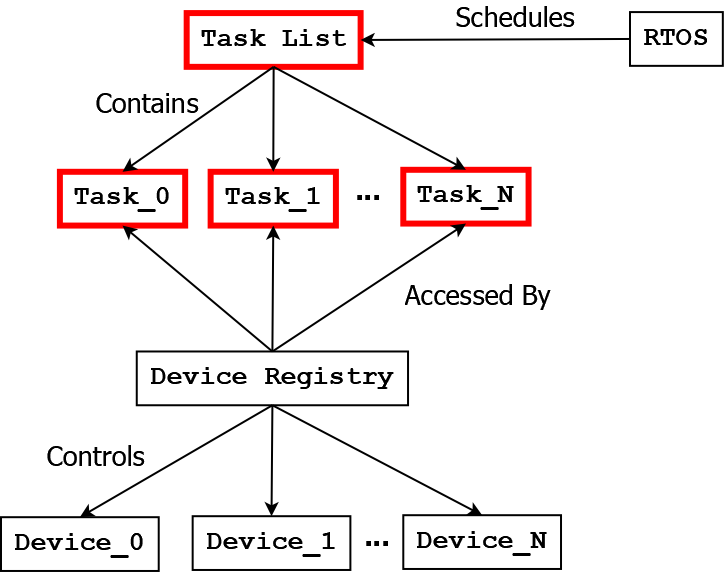 Schedules
Task List
RTOS
Contains
Task_0
Task_1
...
Task_N
Accessed By
Device Registry
Controls
Device_0
Device_1
...
Device_N